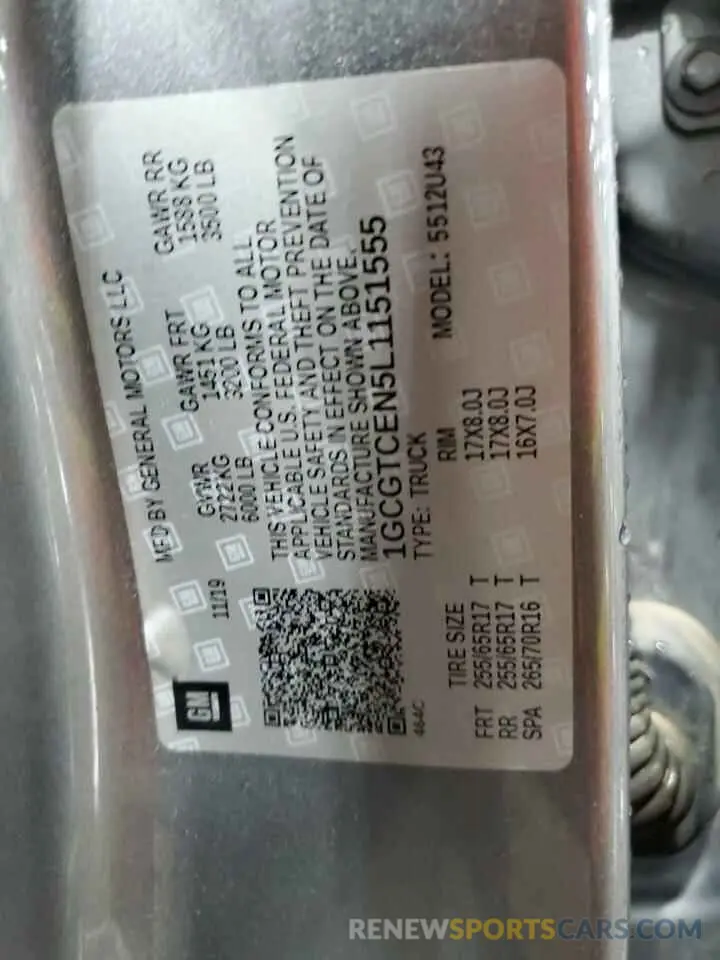 MFD BY GENERAL MOTORS LLC
11/19
GVWR GAWR FRT GAWR RR
2722 KG 1451 KG 1588 KG
6000 LB 3200 LB 3500 LB
THIS VEHICLE CONFORMS TO ALL
APPLICABLE U.S. FEDERAL MOTOR
VEHICLE SAFETY AND THEFT PREVENTION
STANDARDS IN EFFECT ON THE DATE OF
MANUFACTURE SHOWN ABOVE.
1GCGTCEN5L1151555
TYPE: TRUCK MODEL: 5512U43
GM
464C
TIRE SIZE RIM
FRT 255/65R17 T 17X8.0J
RR 255/65R17 T 17X8.0J
SPA 265/70R16 T 16X7.0J
RENEWSPORTSCARS.COM